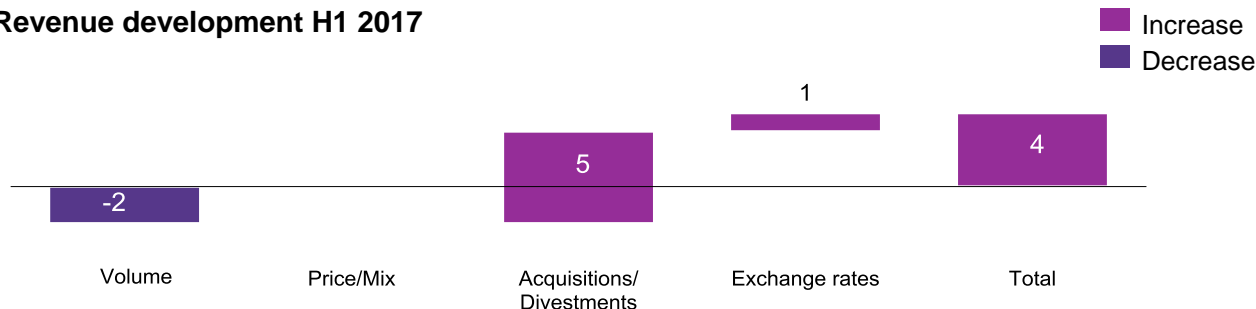 Revenue development H1 2017
Increase
Decrease
1
5
4
-2
Volume
Price/Mix
Acquisitions/
Divestments
Exchange rates
Total